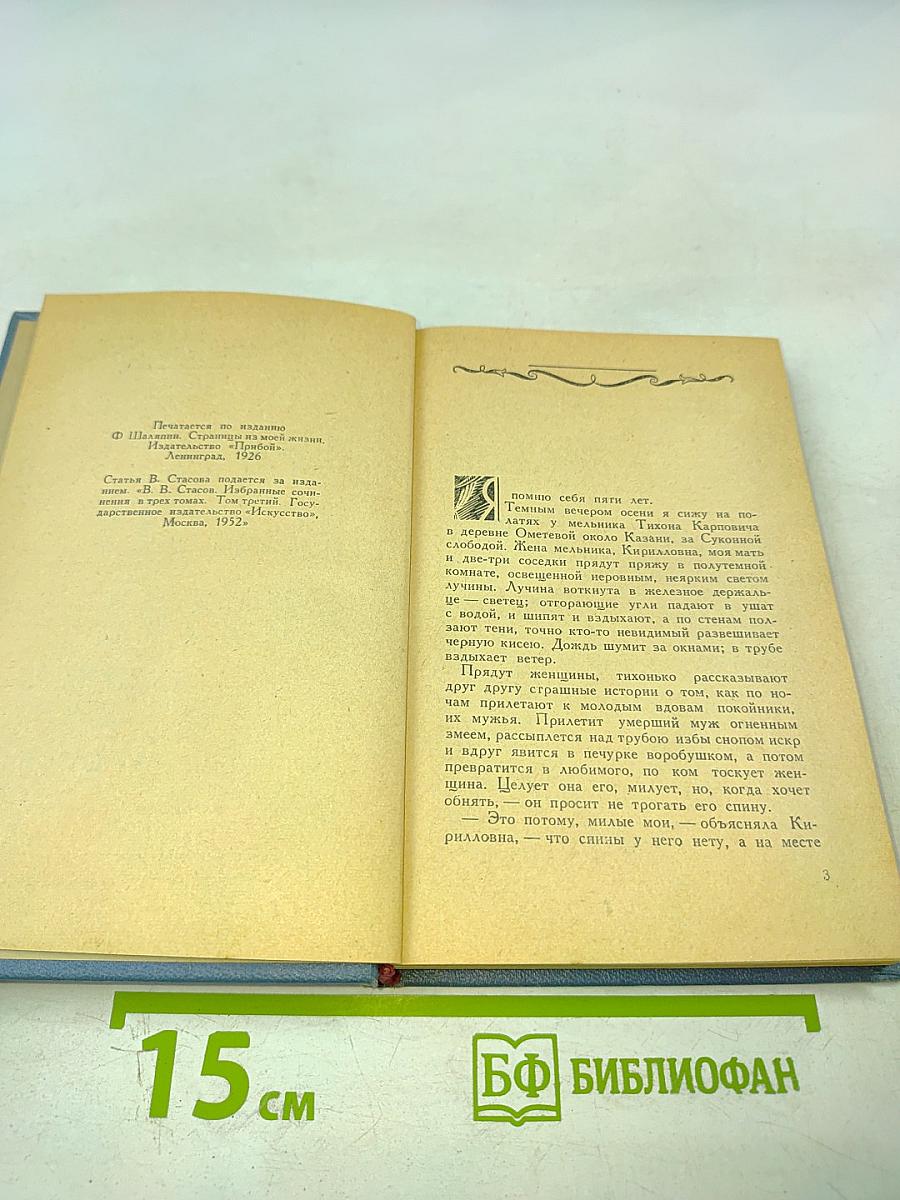 Печатается по изданию
Ф Шаляпин. Страницы из моей жизни.
Издательство «Прибой».
Ленинград, 1926
Статья В. Стасова подается за изда-
нием. «В. В. Стасов. Избранные сочи-
нения в трех томах. Том третий. Госу-
дарственное издательство «Искусство»,
Москва, 1952»
Я помню себя пяти лет.
Темным вечером осени я сижу на по-
латях у мельника Тихона Карповича
в деревне Ометевой около Казани, за Суконной
слободой. Жена мельника, Кирилловна, моя мать
и две-три соседки прядут пряжу в полутемной
комнате, освещенной неровным, неярким светом
лучины. Лучина воткнута в железное держаль-
це — светец; отгорающие угли падают в ушат
с водой, и шипят и вздыхают, а по стенам пол-
зают тени, точно кто-то невидимый развешивает
черную кисею. Дождь шумит за окнами; в трубе
вздыхает ветер.
Прядут женщины, тихонько рассказывают
друг другу страшные истории о том, как по но-
чам прилетают к молодым вдовам покойники,
их мужья. Прилетит умерший муж огненным
змеем, рассыплется над трубою избы снопом искр
и вдруг явится в печурке воробушком, а потом
превратится в любимого, по ком тоскует жен-
щина. Целует она его, милует, но, когда хочет
обнять, — он просит не трогать его спину.
— Это потому, милые мои, — объясняла Ки-
рилловна, — что спины у него нету, а на месте
3
15 см
БФ БИБЛИОФАН